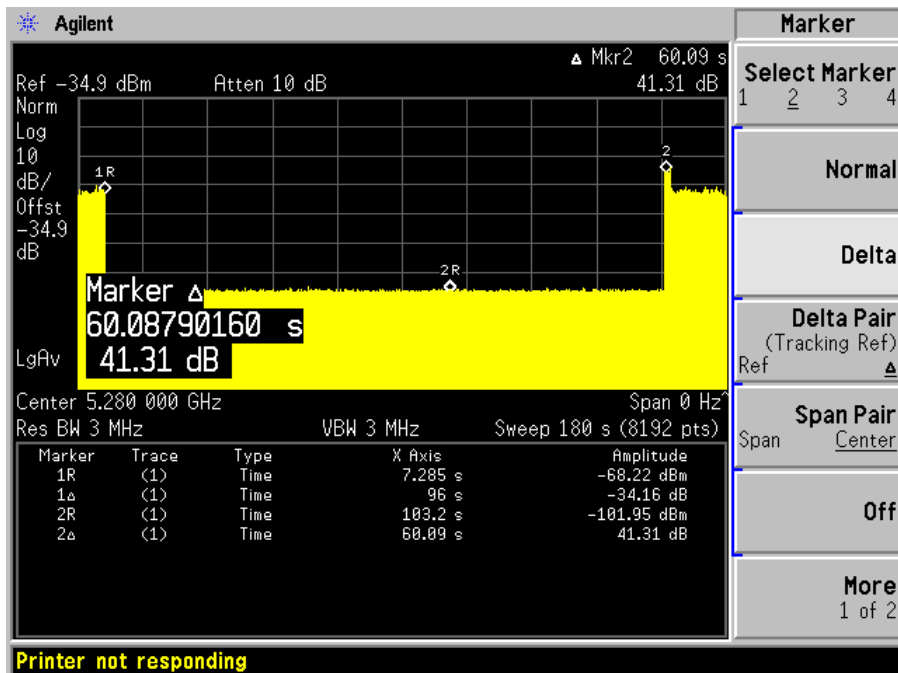 Agilent
Marker
Δ Mkr2 60.09 s
Ref -34.9 dBm Atten 10 dB 41.31 dB
Norm
Log
10
dB/
Offst
-34.9
dB
1R
2
2R
Marker Δ
60.08790160 s
41.31 dB
LgAv
Center 5.280 000 GHz Span 0 Hz^
Res BW 3 MHz VBW 3 MHz Sweep 180 s (8192 pts)
Marker Trace Type X Axis Amplitude
1R (1) Time 7.285 s -68.22 dBm
1Δ (1) Time 96 s -34.16 dB
2R (1) Time 103.2 s -101.95 dBm
2Δ (1) Time 60.09 s 41.31 dB
Select Marker
1 2 3 4
Normal
Delta
Delta Pair
(Tracking Ref)
Ref Δ
Span Pair
Span Center
Off
More
1 of 2
Printer not responding